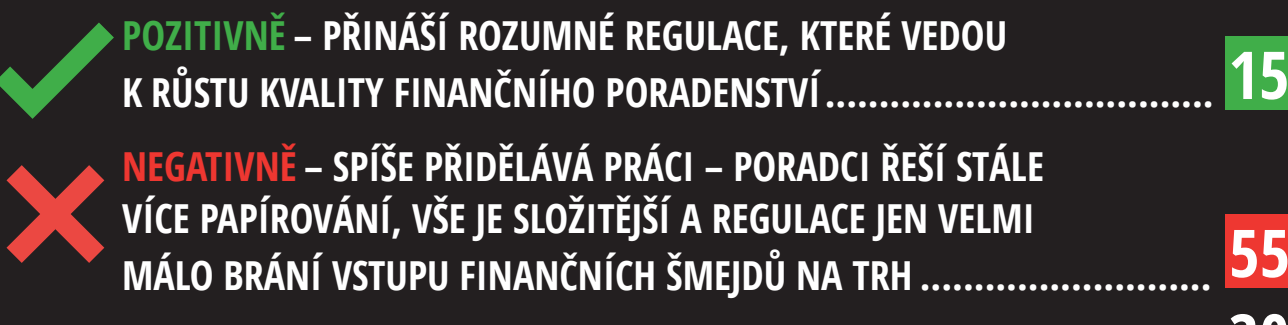 POZITIVNĚ – PŘINÁŠÍ ROZUMNÉ REGULACE, KTERÉ VEDOU
K RŮSTU KVALITY FINANČNÍHO PORADENSTVÍ .................................. 15
NEGATIVNĚ – SPÍŠE PŘIDĚLÁVÁ PRÁCI – PORADCI ŘEŠÍ STÁLE
VÍCE PAPÍROVÁNÍ, VŠE JE SLOŽITĚJŠÍ A REGULACE JEN VELMI
MÁLO BRÁNÍ VSTUPU FINANČNÍCH ŠMEJDŮ NA TRH ........................... 55